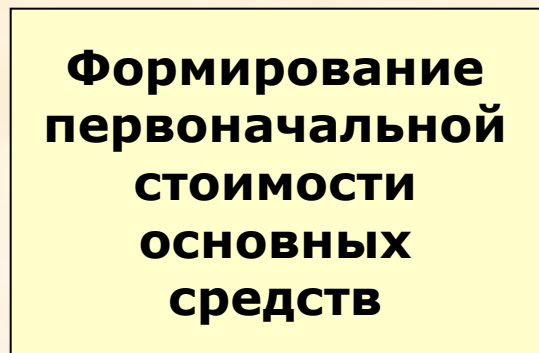 Формирование
первоначальной
стоимости
основных
средств